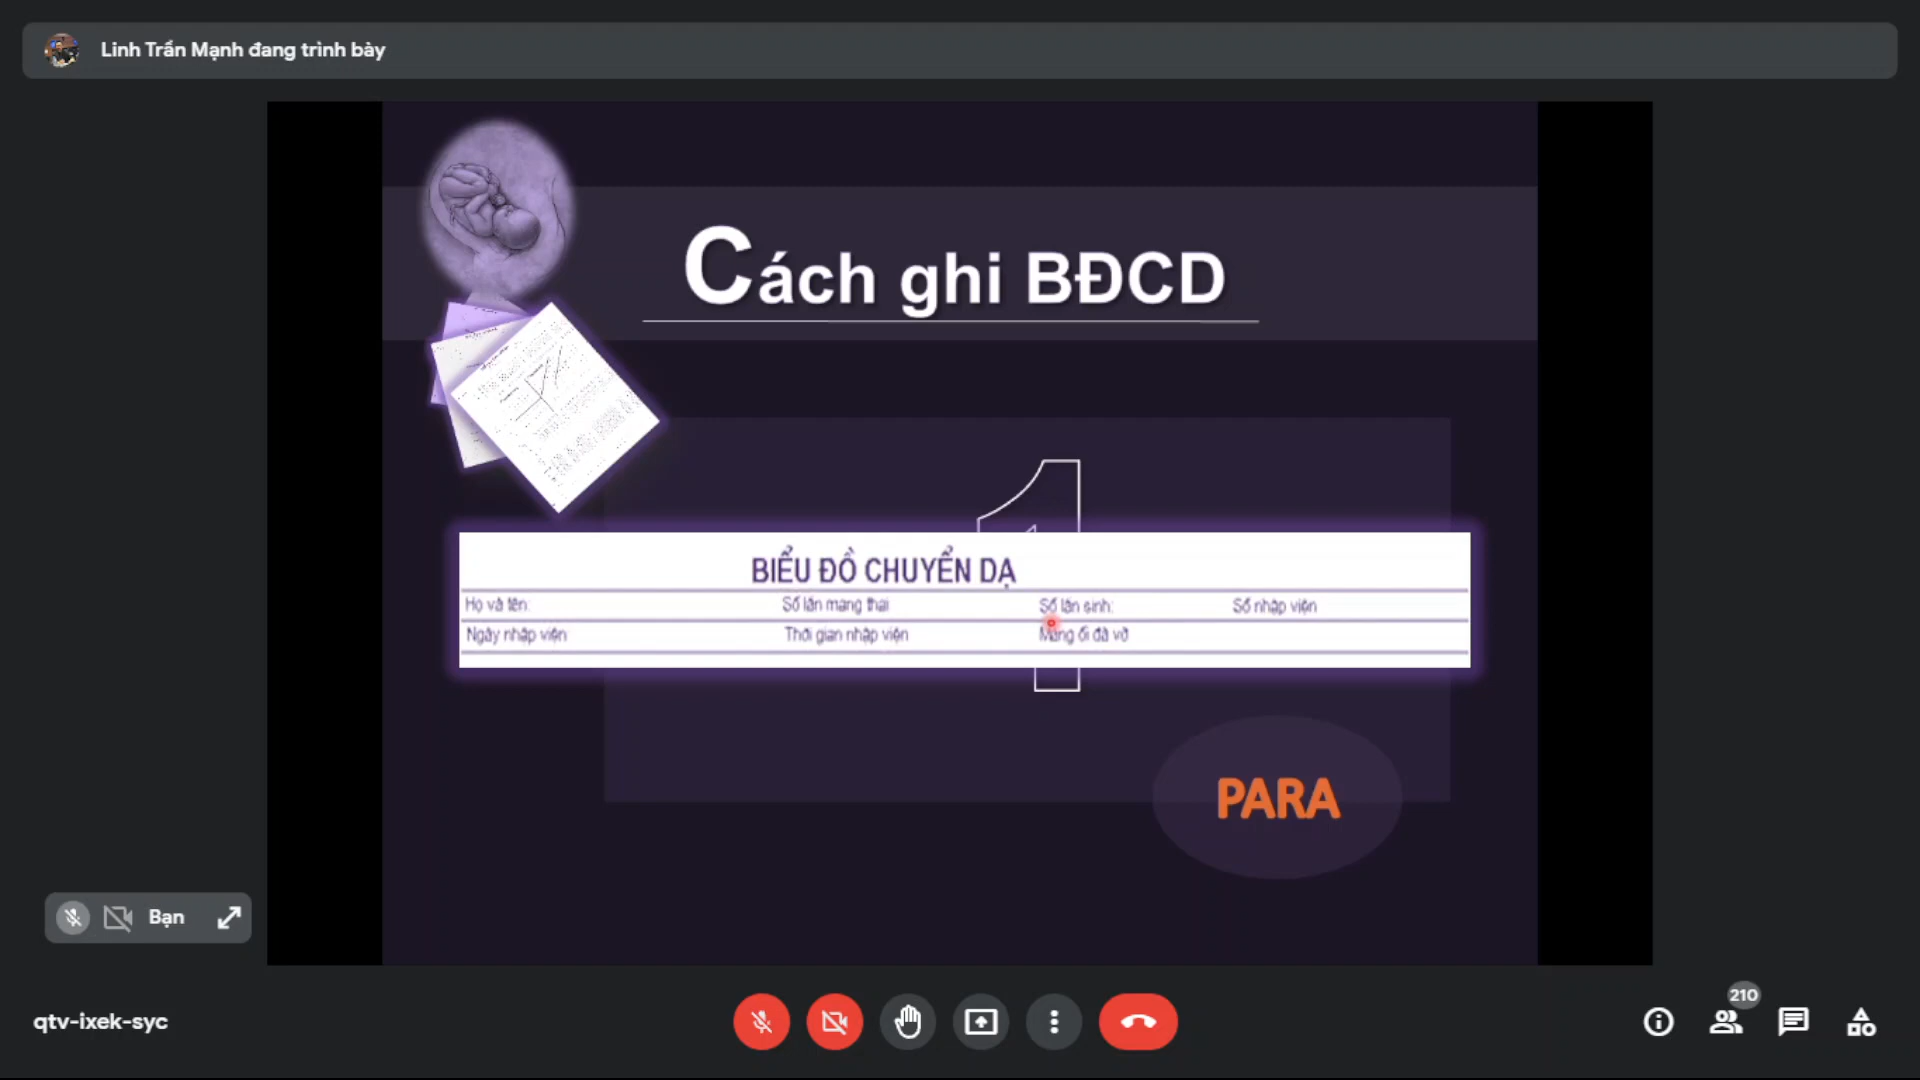 Linh Trần Mạnh đang trình bày
Cách ghi BĐCD
BIỂU ĐỒ CHUYỂN DẠ
Họ và tên: Số lần mang thai Số lần sinh: Số nhập viện
Ngày nhập viện Thời gian nhập viện Màng ối đã vỡ
PARA
Bạn
qtv-ixek-syc
210